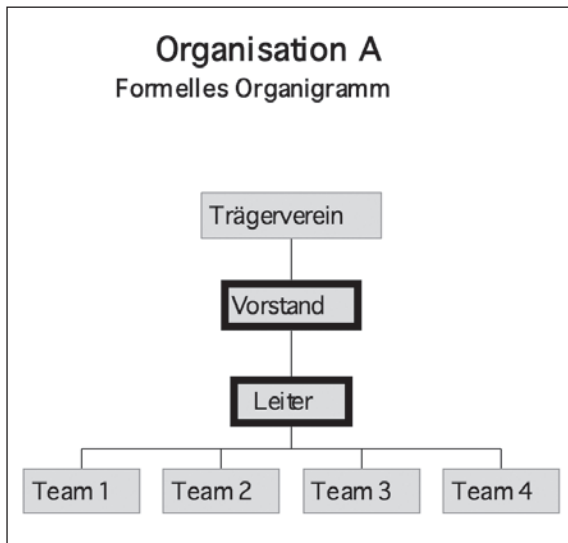 Organisation A
Formelles Organigramm
Trägerverein
Vorstand
Leiter
Team 1
Team 2
Team 3
Team 4